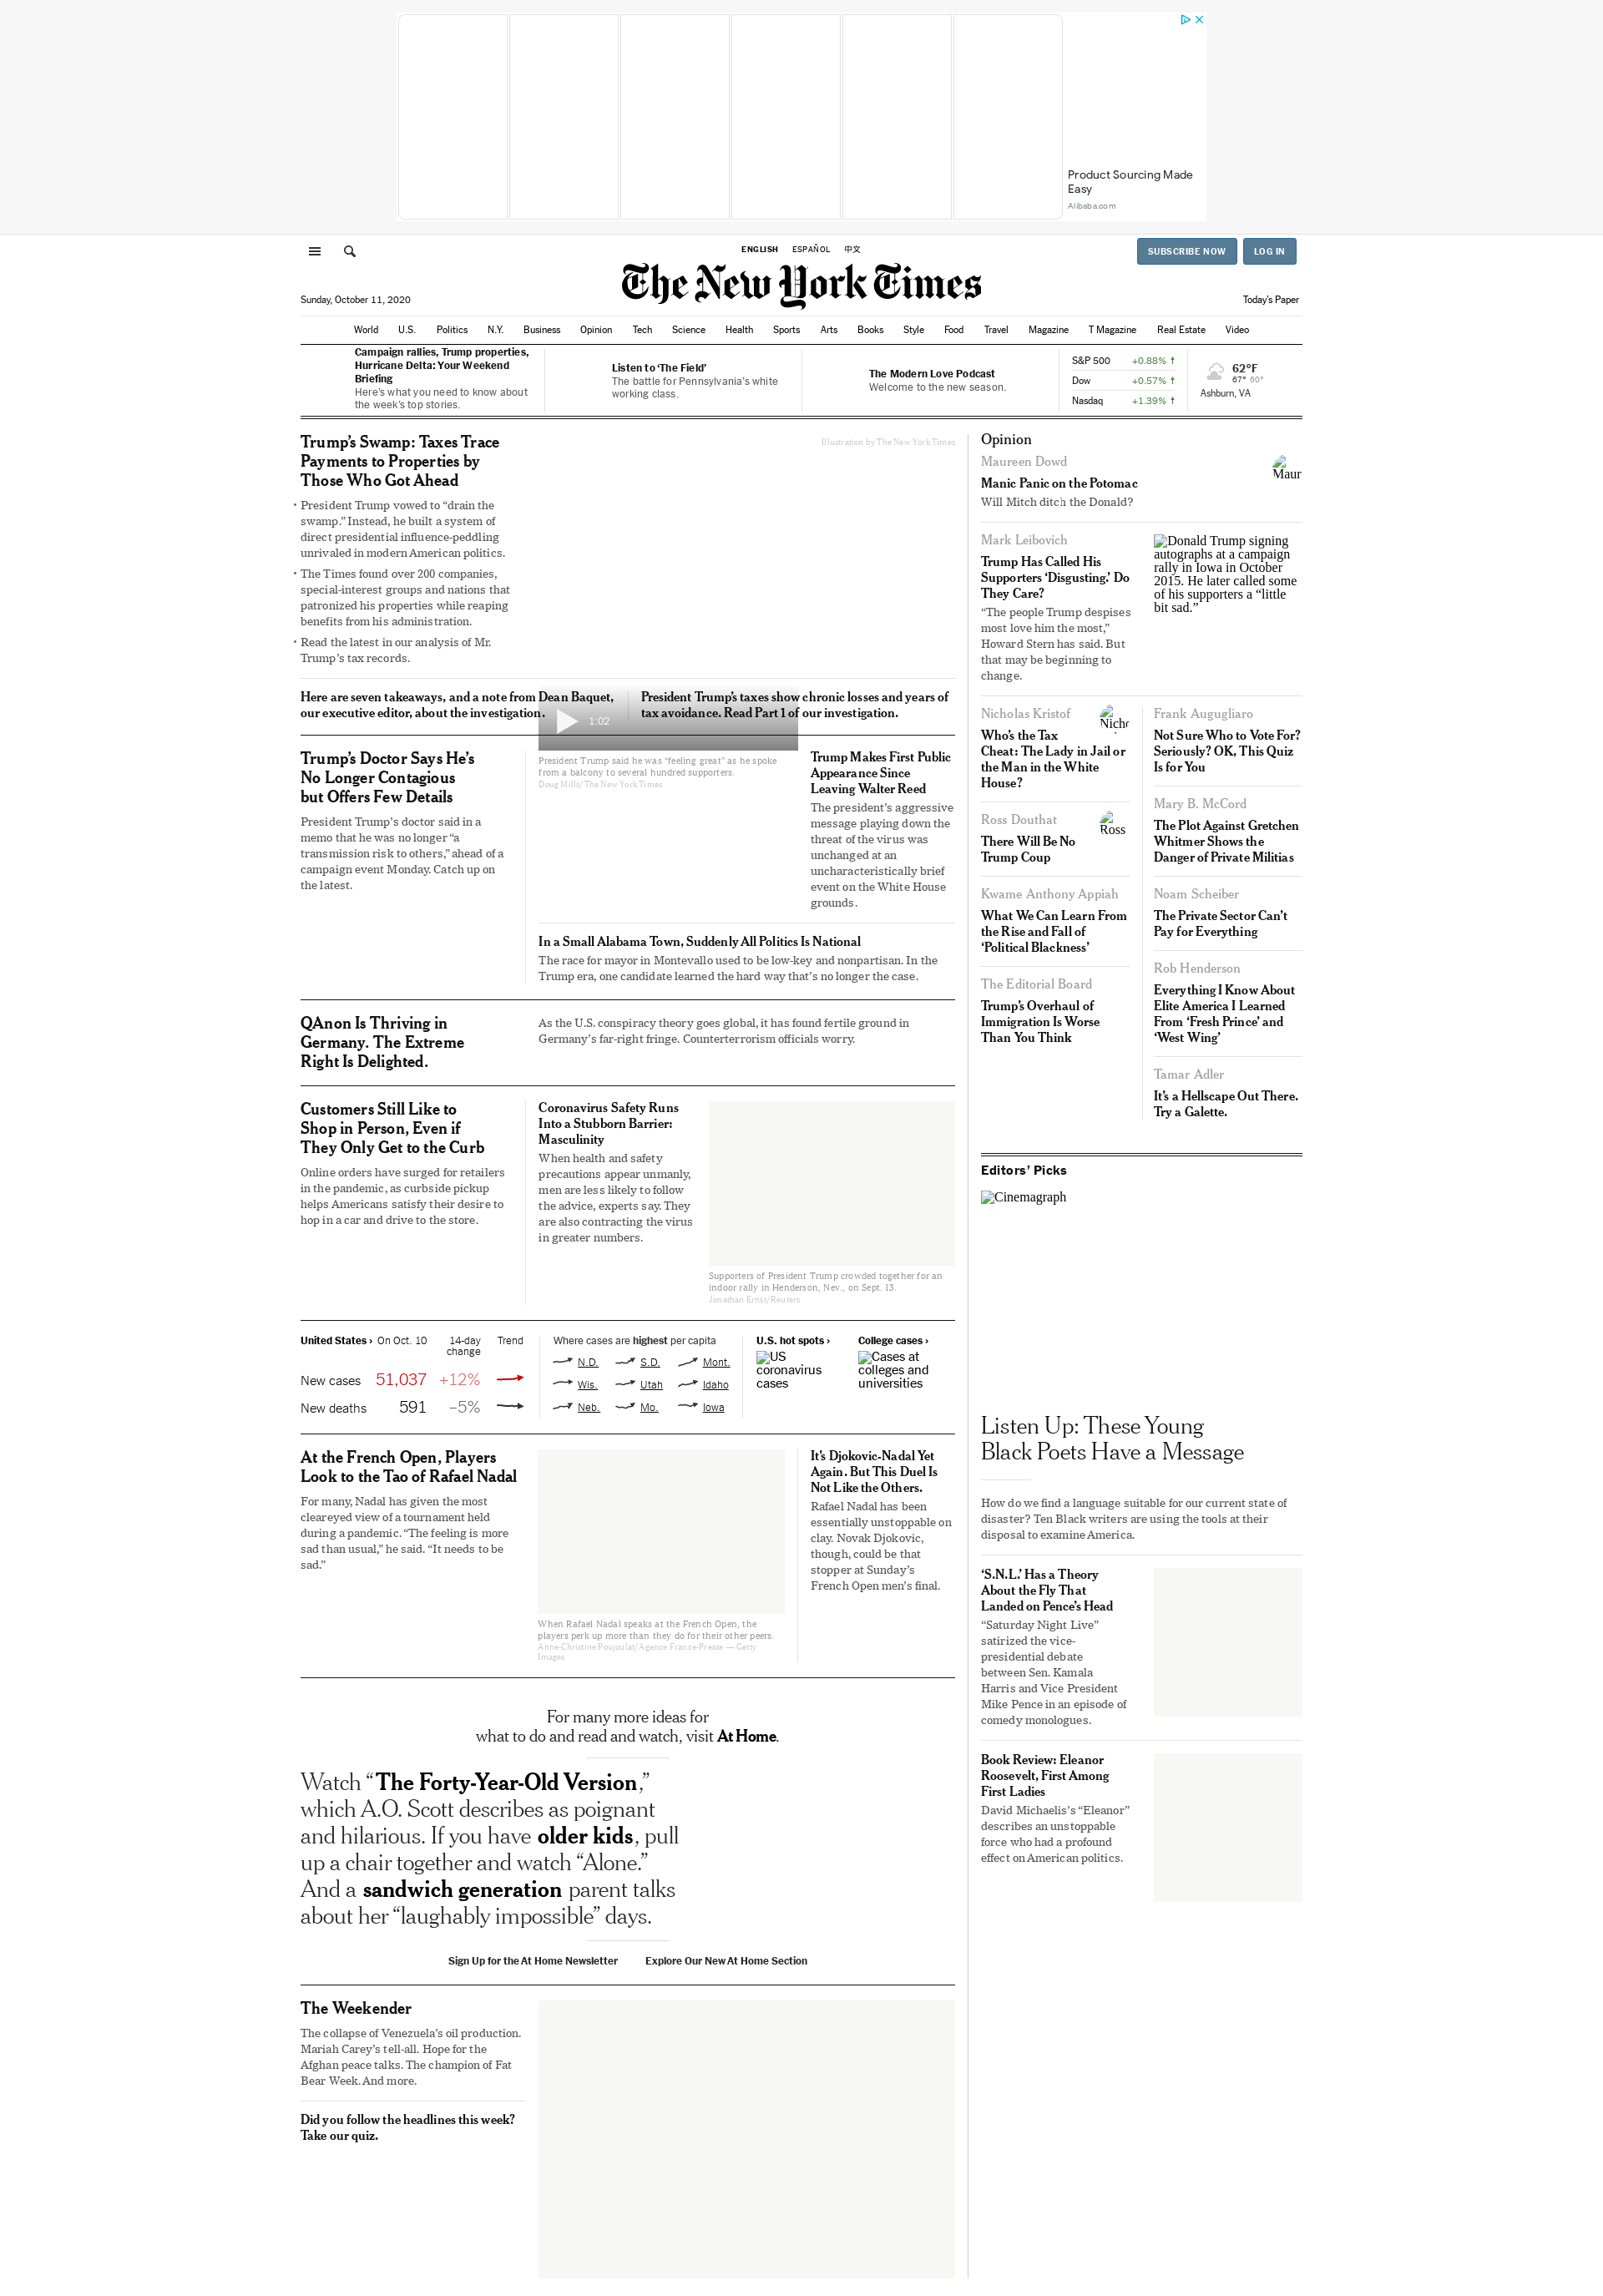 Product Sourcing Made
Easy
Alibaba.com
ENGLISH ESPAÑOL 中文
SUBSCRIBE NOW LOG IN
The New York Times
Sunday, October 11, 2020
Today's Paper
World U.S. Politics N.Y. Business Opinion Tech Science Health Sports Arts Books Style Food Travel Magazine T Magazine Real Estate Video
Campaign rallies, Trump properties,
Hurricane Delta: Your Weekend
Briefing
Here's what you need to know about
the week's top stories.
Listen to 'The Field'
The battle for Pennsylvania's white
working class.
The Modern Love Podcast
Welcome to the new season.
S&P 500 +0.88%
Dow +0.57%
Nasdaq +1.39%
62°F
67° 60°
Ashburn, VA
Trump's Swamp: Taxes Trace
Payments to Properties by
Those Who Got Ahead
• President Trump vowed to “drain the
swamp.” Instead, he built a system of
direct presidential influence-peddling
unrivaled in modern American politics.
• The Times found over 200 companies,
special-interest groups and nations that
patronized his properties while reaping
benefits from his administration.
• Read the latest in our analysis of Mr.
Trump's tax records.
Illustration by The New York Times
Here are seven takeaways, and a note from Dean Baquet,
our executive editor, about the investigation.
President Trump's taxes show chronic losses and years of
tax avoidance. Read Part 1 of our investigation.
1:02
Trump's Doctor Says He's
No Longer Contagious
but Offers Few Details
President Trump's doctor said in a
memo that he was no longer “a
transmission risk to others,” ahead of a
campaign event Monday. Catch up on
the latest.
President Trump said he was “feeling great” as he spoke
from a balcony to several hundred supporters.
Doug Mills/The New York Times
Trump Makes First Public
Appearance Since
Leaving Walter Reed
The president's aggressive
message playing down the
threat of the virus was
unchanged at an
uncharacteristically brief
event on the White House
grounds.
In a Small Alabama Town, Suddenly All Politics Is National
The race for mayor in Montevallo used to be low-key and nonpartisan. In the
Trump era, one candidate learned the hard way that's no longer the case.
QAnon Is Thriving in
Germany. The Extreme
Right Is Delighted.
As the U.S. conspiracy theory goes global, it has found fertile ground in
Germany's far-right fringe. Counterterrorism officials worry.
Customers Still Like to
Shop in Person, Even if
They Only Get to the Curb
Online orders have surged for retailers
in the pandemic, as curbside pickup
helps Americans satisfy their desire to
hop in a car and drive to the store.
Coronavirus Safety Runs
Into a Stubborn Barrier:
Masculinity
When health and safety
precautions appear unmanly,
men are less likely to follow
the advice, experts say. They
are also contracting the virus
in greater numbers.
Supporters of President Trump crowded together for an
indoor rally in Henderson, Nev., on Sept. 13.
Jonathan Ernst/Reuters
United States › On Oct. 10 14-day
change Trend
New cases 51,037 +12%
New deaths 591 –5%
Where cases are highest per capita
N.D. S.D. Mont.
Wis. Utah Idaho
Neb. Mo. Iowa
U.S. hot spots ›
US
coronavirus
cases
College cases ›
Cases at
colleges and
universities
At the French Open, Players
Look to the Tao of Rafael Nadal
For many, Nadal has given the most
cleareyed view of a tournament held
during a pandemic. “The feeling is more
sad than usual,” he said. “It needs to be
sad.”
When Rafael Nadal speaks at the French Open, the
players perk up more than they do for their other peers.
Anne-Christine Poujoulat/Agence France-Presse — Getty
Images
It's Djokovic-Nadal Yet
Again. But This Duel Is
Not Like the Others.
Rafael Nadal has been
essentially unstoppable on
clay. Novak Djokovic,
though, could be that
stopper at Sunday's
French Open men's final.
For many more ideas for
what to do and read and watch, visit At Home.
Watch “The Forty-Year-Old Version,”
which A.O. Scott describes as poignant
and hilarious. If you have older kids, pull
up a chair together and watch “Alone.”
And a sandwich generation parent talks
about her “laughably impossible” days.
Sign Up for the At Home Newsletter Explore Our New At Home Section
The Weekender
The collapse of Venezuela's oil production.
Mariah Carey's tell-all. Hope for the
Afghan peace talks. The champion of Fat
Bear Week. And more.
Did you follow the headlines this week?
Take our quiz.
Opinion
Maureen Dowd
Manic Panic on the Potomac
Will Mitch ditch the Donald?
Maur
Mark Leibovich
Trump Has Called His
Supporters ‘Disgusting.’ Do
They Care?
“The people Trump despises
most love him the most,”
Howard Stern has said. But
that may be beginning to
change.
Donald Trump signing
autographs at a campaign
rally in Iowa in October
2015. He later called some
of his supporters a “little
bit sad.”
Nicholas Kristof
Who's the Tax
Cheat: The Lady in Jail or
the Man in the White
House?
Nicho
Ross Douthat
There Will Be No
Trump Coup
Ross
Kwame Anthony Appiah
What We Can Learn From
the Rise and Fall of
‘Political Blackness’
The Editorial Board
Trump's Overhaul of
Immigration Is Worse
Than You Think
Frank Augugliaro
Not Sure Who to Vote For?
Seriously? OK, This Quiz
Is for You
Mary B. McCord
The Plot Against Gretchen
Whitmer Shows the
Danger of Private Militias
Noam Scheiber
The Private Sector Can't
Pay for Everything
Rob Henderson
Everything I Know About
Elite America I Learned
From ‘Fresh Prince’ and
‘West Wing’
Tamar Adler
It's a Hellscape Out There.
Try a Galette.
Editors' Picks
Cinemagraph
Listen Up: These Young
Black Poets Have a Message
How do we find a language suitable for our current state of
disaster? Ten Black writers are using the tools at their
disposal to examine America.
‘S.N.L.’ Has a Theory
About the Fly That
Landed on Pence's Head
“Saturday Night Live”
satirized the vice-
presidential debate
between Sen. Kamala
Harris and Vice President
Mike Pence in an episode of
comedy monologues.
Book Review: Eleanor
Roosevelt, First Among
First Ladies
David Michaelis's “Eleanor”
describes an unstoppable
force who had a profound
effect on American politics.